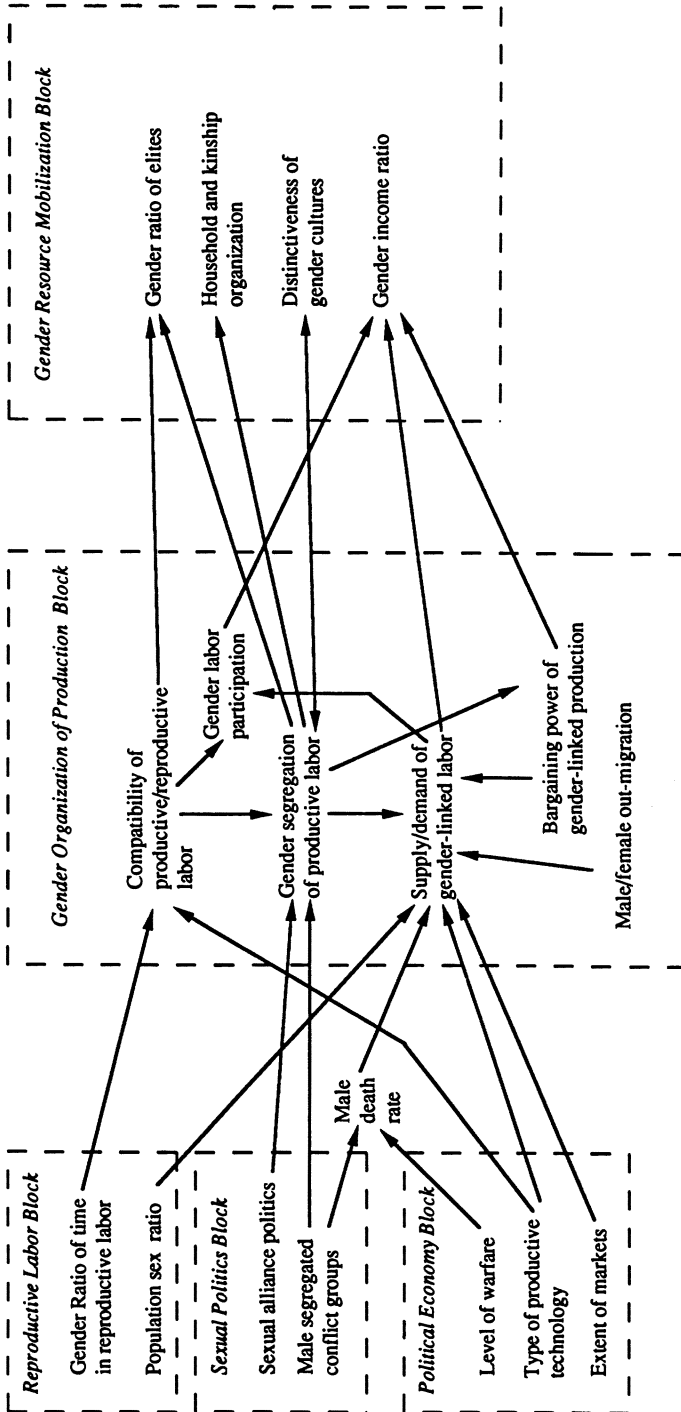 Reproductive Labor Block
Gender Ratio of time
in reproductive labor
Population sex ratio
Sexual Politics Block
Sexual alliance politics
Male segregated
conflict groups
Political Economy Block
Level of warfare
Type of productive
technology
Extent of markets
Male
death
rate
Gender Organization of Production Block
Compatibility of
productive/reproductive
labor
Gender labor
participation
Gender segregation
of productive labor
Supply/demand of
gender-linked labor
Bargaining power of
gender-linked production
Male/female out-migration
Gender Resource Mobilization Block
Gender ratio of elites
Household and kinship
organization
Distinctiveness of
gender cultures
Gender income ratio